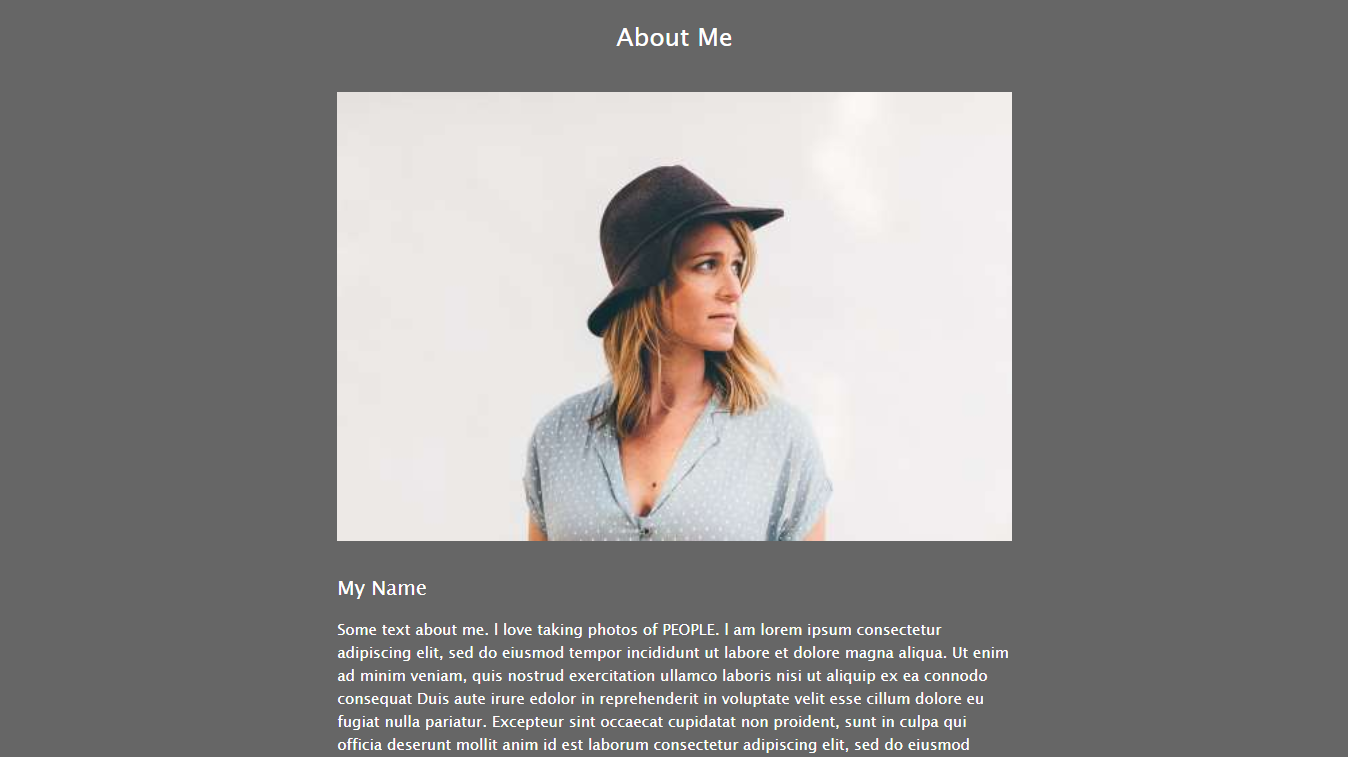 About Me
My Name
Some text about me. I love taking photos of PEOPLE. I am lorem ipsum consectetur
adipiscing elit, sed do eiusmod tempor incididunt ut labore et dolore magna aliqua. Ut enim
ad minim veniam, quis nostrud exercitation ullamco laboris nisi ut aliquip ex ea connodo
consequat Duis aute irure edolor in reprehenderit in voluptate velit esse cillum dolore eu
fugiat nulla pariatur. Excepteur sint occaecat cupidatat non proident, sunt in culpa qui
officia deserunt mollit anim id est laborum consectetur adipiscing elit, sed do eiusmod